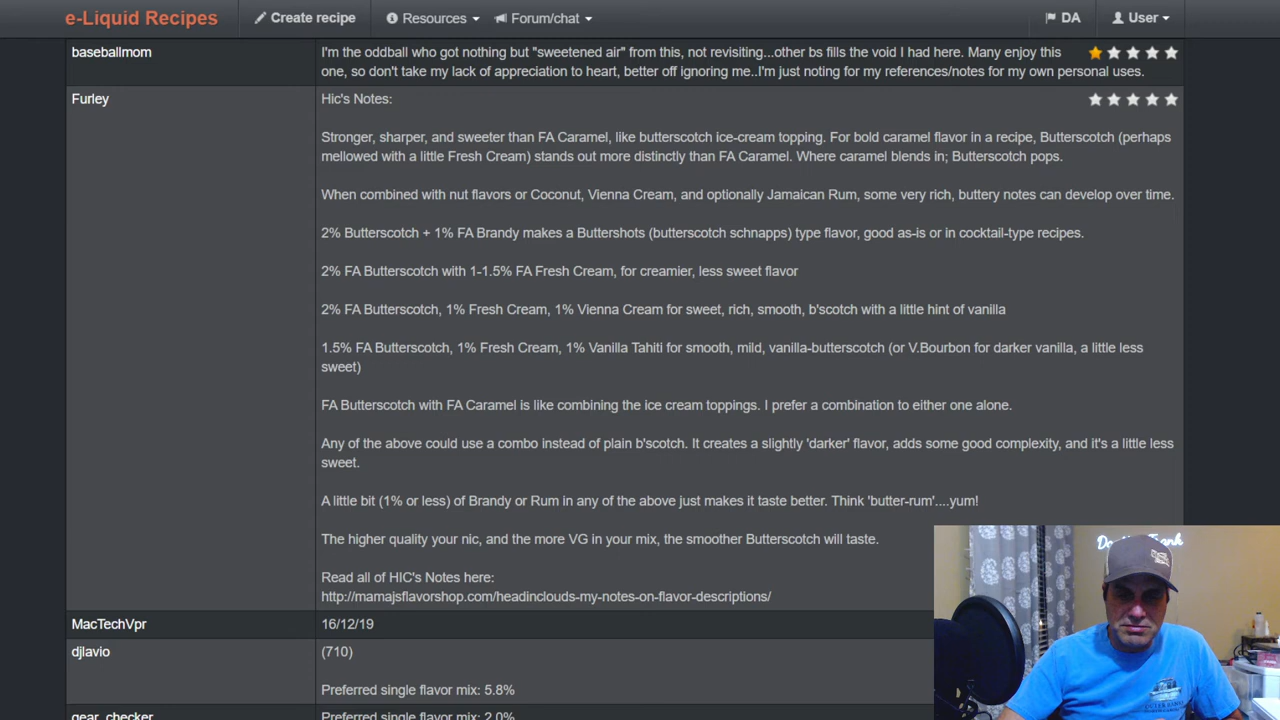 e-Liquid Recipes Create recipe Resources Forum/chat DA User
baseballmom
I'm the oddball who got nothing but "sweetened air" from this, not revisiting...other bs fills the void I had here. Many enjoy this
one, so don't take my lack of appreciation to heart, better off ignoring me..I'm just noting for my references/notes for my own personal uses.
Furley
Hic's Notes:
Stronger, sharper, and sweeter than FA Caramel, like butterscotch ice-cream topping. For bold caramel flavor in a recipe, Butterscotch (perhaps
mellowed with a little Fresh Cream) stands out more distinctly than FA Caramel. Where caramel blends in; Butterscotch pops.
When combined with nut flavors or Coconut, Vienna Cream, and optionally Jamaican Rum, some very rich, buttery notes can develop over time.
2% Butterscotch + 1% FA Brandy makes a Buttershots (butterscotch schnapps) type flavor, good as-is or in cocktail-type recipes.
2% FA Butterscotch with 1-1.5% FA Fresh Cream, for creamier, less sweet flavor
2% FA Butterscotch, 1% Fresh Cream, 1% Vienna Cream for sweet, rich, smooth, b'scotch with a little hint of vanilla
1.5% FA Butterscotch, 1% Fresh Cream, 1% Vanilla Tahiti for smooth, mild, vanilla-butterscotch (or V.Bourbon for darker vanilla, a little less
sweet)
FA Butterscotch with FA Caramel is like combining the ice cream toppings. I prefer a combination to either one alone.
Any of the above could use a combo instead of plain b'scotch. It creates a slightly 'darker' flavor, adds some good complexity, and it's a little less
sweet.
A little bit (1% or less) of Brandy or Rum in any of the above just makes it taste better. Think 'butter-rum'....yum!
The higher quality your nic, and the more VG in your mix, the smoother Butterscotch will taste.
Read all of HIC's Notes here:
http://mamajsflavorshop.com/headinclouds-my-notes-on-flavor-descriptions/
MacTechVpr
16/12/19
djlavio
(710)
Preferred single flavor mix: 5.8%
gear_checker
Preferred single flavor mix: 2.0%